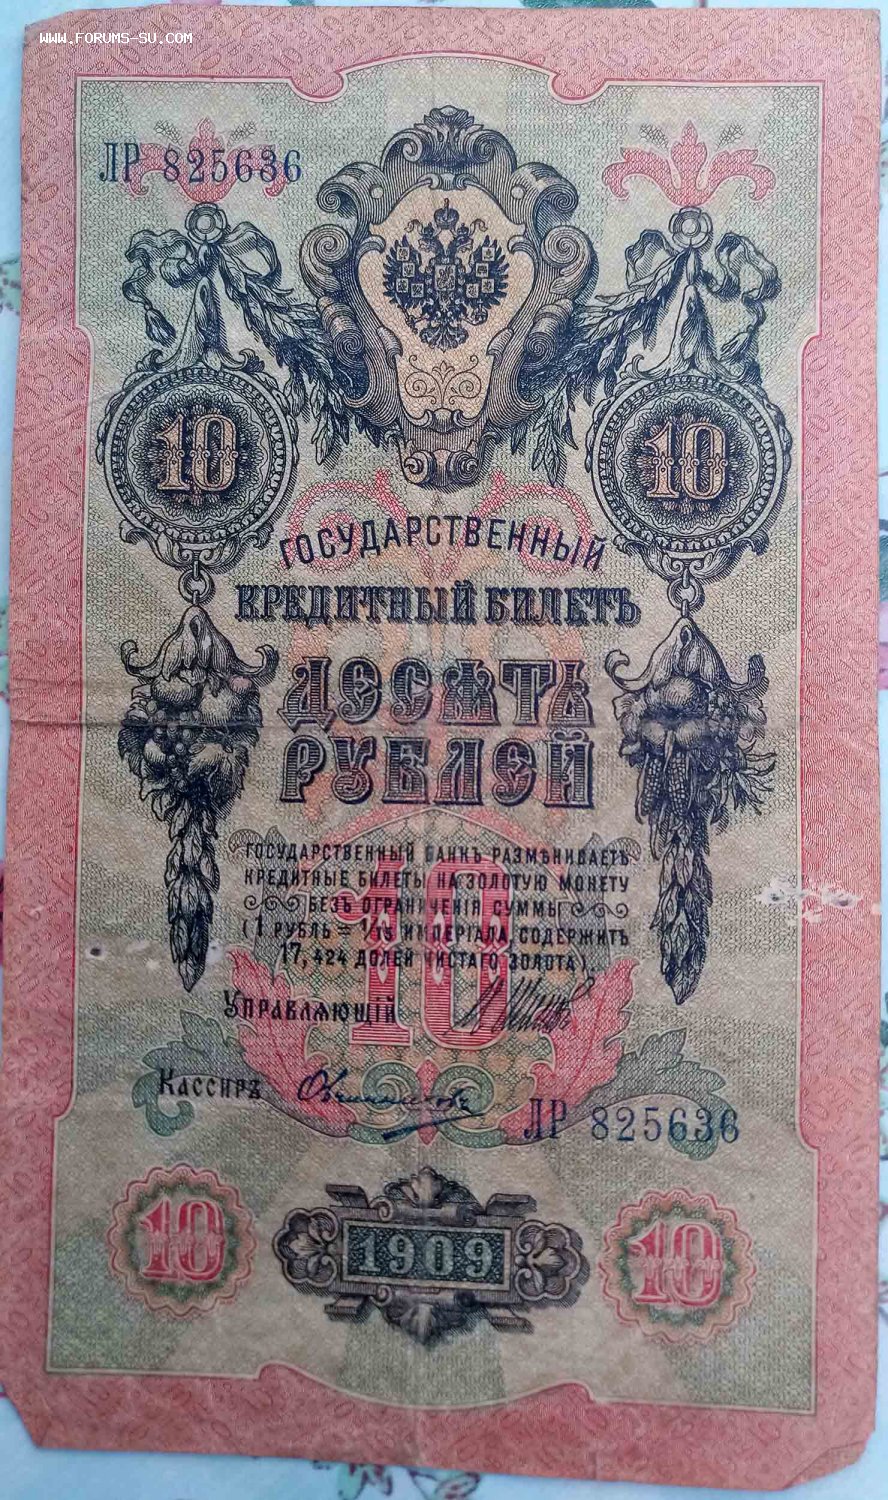 WWW.FORUMS-SU.COM
ЛР 825636
10
10
ГОСУДАРСТВЕННЫЙ
КРЕДИТНЫЙ БИЛЕТЪ
ДЕСЯТЬ
РУБЛЕЙ
10
ГОСУДАРСТВЕННЫЙ БАНКЪ РАЗМѢНИВАЕТЪ
КРЕДИТНЫЕ БИЛЕТЫ НА ЗОЛОТУЮ МОНЕТУ
БЕЗЪ ОГРАНИЧЕНІЯ СУММЫ
(1 РУБЛЬ = 1/15 ИМПЕРІАЛА, СОДЕРЖИТЪ
17,424 ДОЛЕЙ ЧИСТАГО ЗОЛОТА).
УПРАВЛЯЮЩІЙ
КАССИРЪ
ЛР 825636
10
1909
10